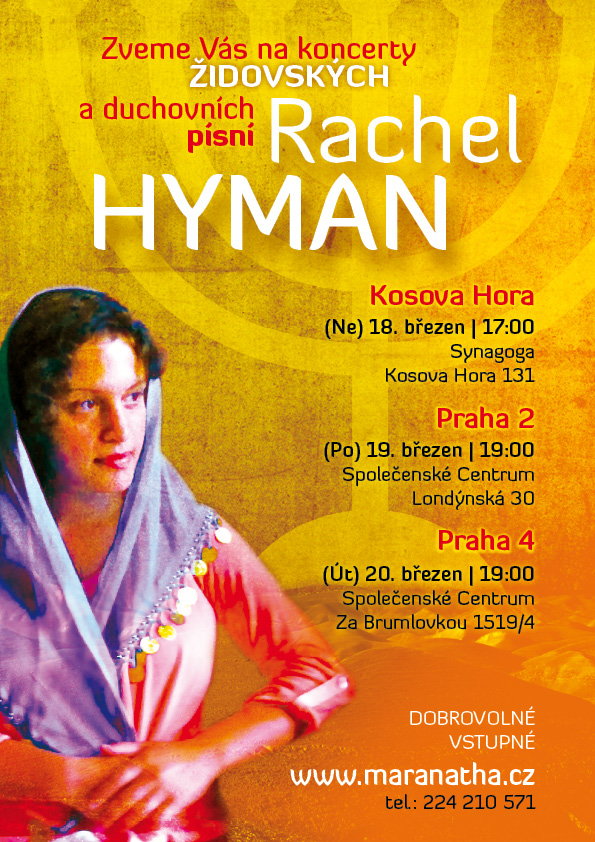 Zveme Vás na koncerty
ŽIDOVSKÝCH
a duchovních
písní
Rachel
HYMAN
Kosova Hora
(Ne) 18. březen | 17:00
Synagoga
Kosova Hora 131
Praha 2
(Po) 19. březen | 19:00
Společenské Centrum
Londýnská 30
Praha 4
(Út) 20. březen | 19:00
Společenské Centrum
Za Brumlovkou 1519/4
DOBROVOLNÉ
VSTUPNÉ
www.maranatha.cz
tel.: 224 210 571